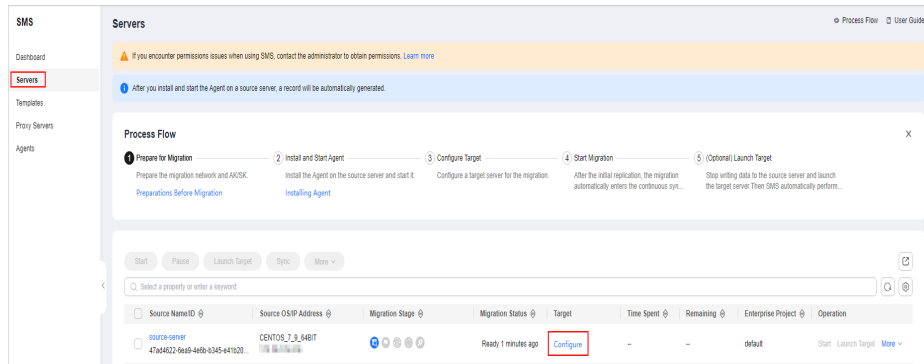 SMS
Dashboard
Servers
Templates
Proxy Servers
Agents
Servers
Process Flow
User Guide
If you encounter permissions issues when using SMS, contact the administrator to obtain permissions. Learn more
After you install and start the Agent on a source server, a record will be automatically generated.
Process Flow
1 Prepare for Migration
Prepare the migration network and AK/SK.
Preparations Before Migration
2 Install and Start Agent
Install the Agent on the source server and start it.
Installing Agent
3 Configure Target
Configure a target server for the migration.
4 Start Migration
After the initial replication, the migration
automatically enters the continuous syn...
5 (Optional) Launch Target
Stop writing data to the source server and launch
the target server. Then SMS automatically perform...
Start Pause Launch Target Sync More
Select a property or enter a keyword.
Source Name/ID Source OS/IP Address Migration Stage Migration Status Target Time Spent Remaining Enterprise Project Operation
source-server CENTOS_7_9_64BIT Ready 1 minutes ago Configure -- -- default Start Launch Target More
47ad4622-6ea9-4e6b-b345-e41b20...